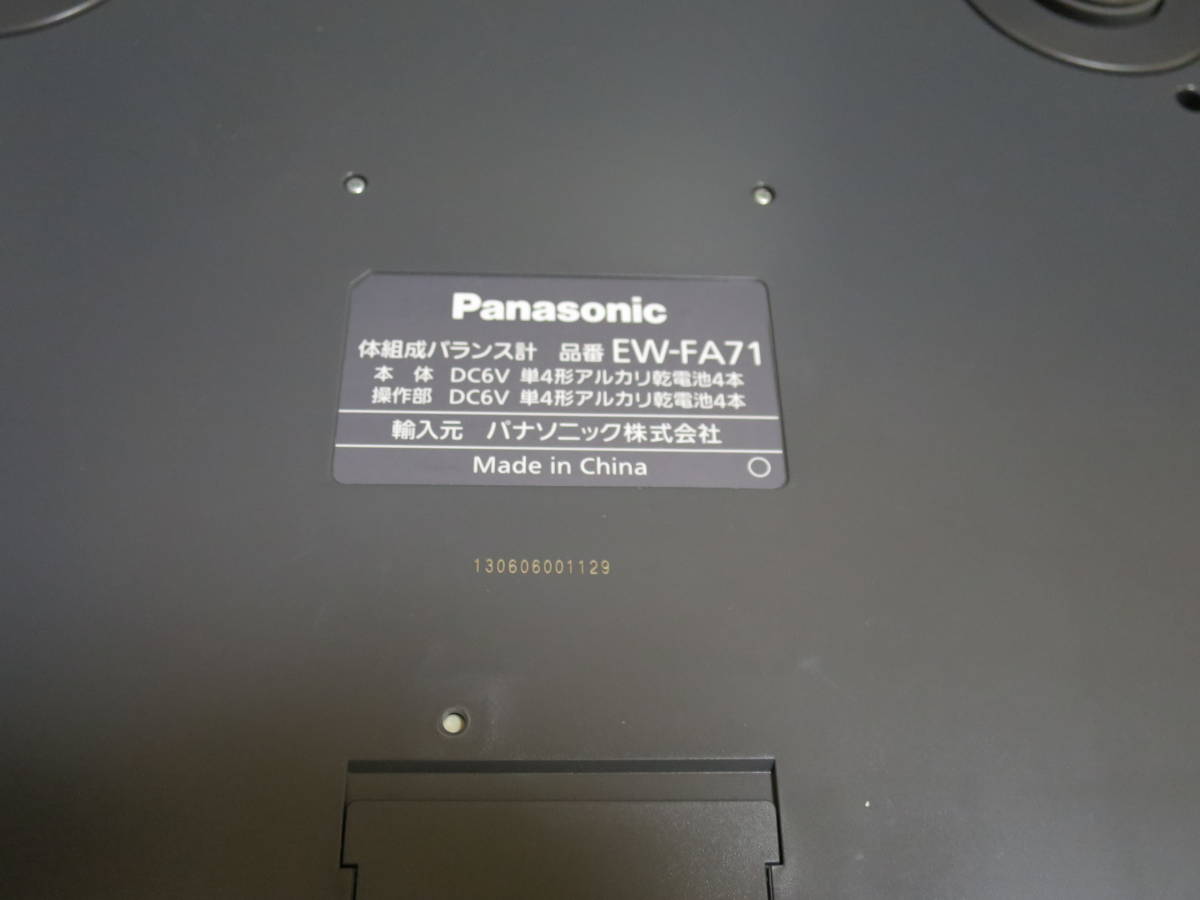 Panasonic
体組成バランス計 品番 EW-FA71
本体 DC6V 単4形アルカリ乾電池4本
操作部 DC6V 単4形アルカリ乾電池4本
輸入元 パナソニック株式会社
Made in China
130606001129